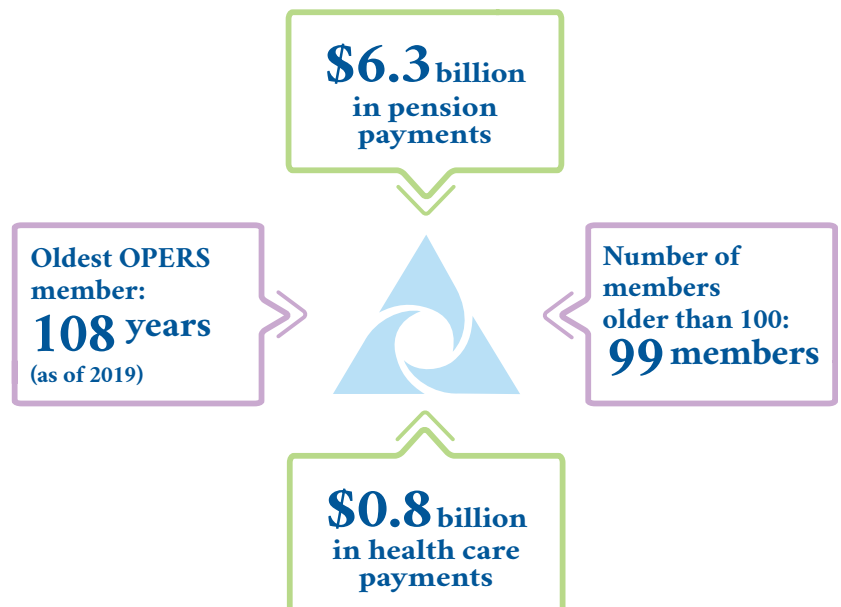 $6.3 billion
in pension
payments
Oldest OPERS
member:
108 years
(as of 2019)
Number of
members
older than 100:
99 members
$0.8 billion
in health care
payments